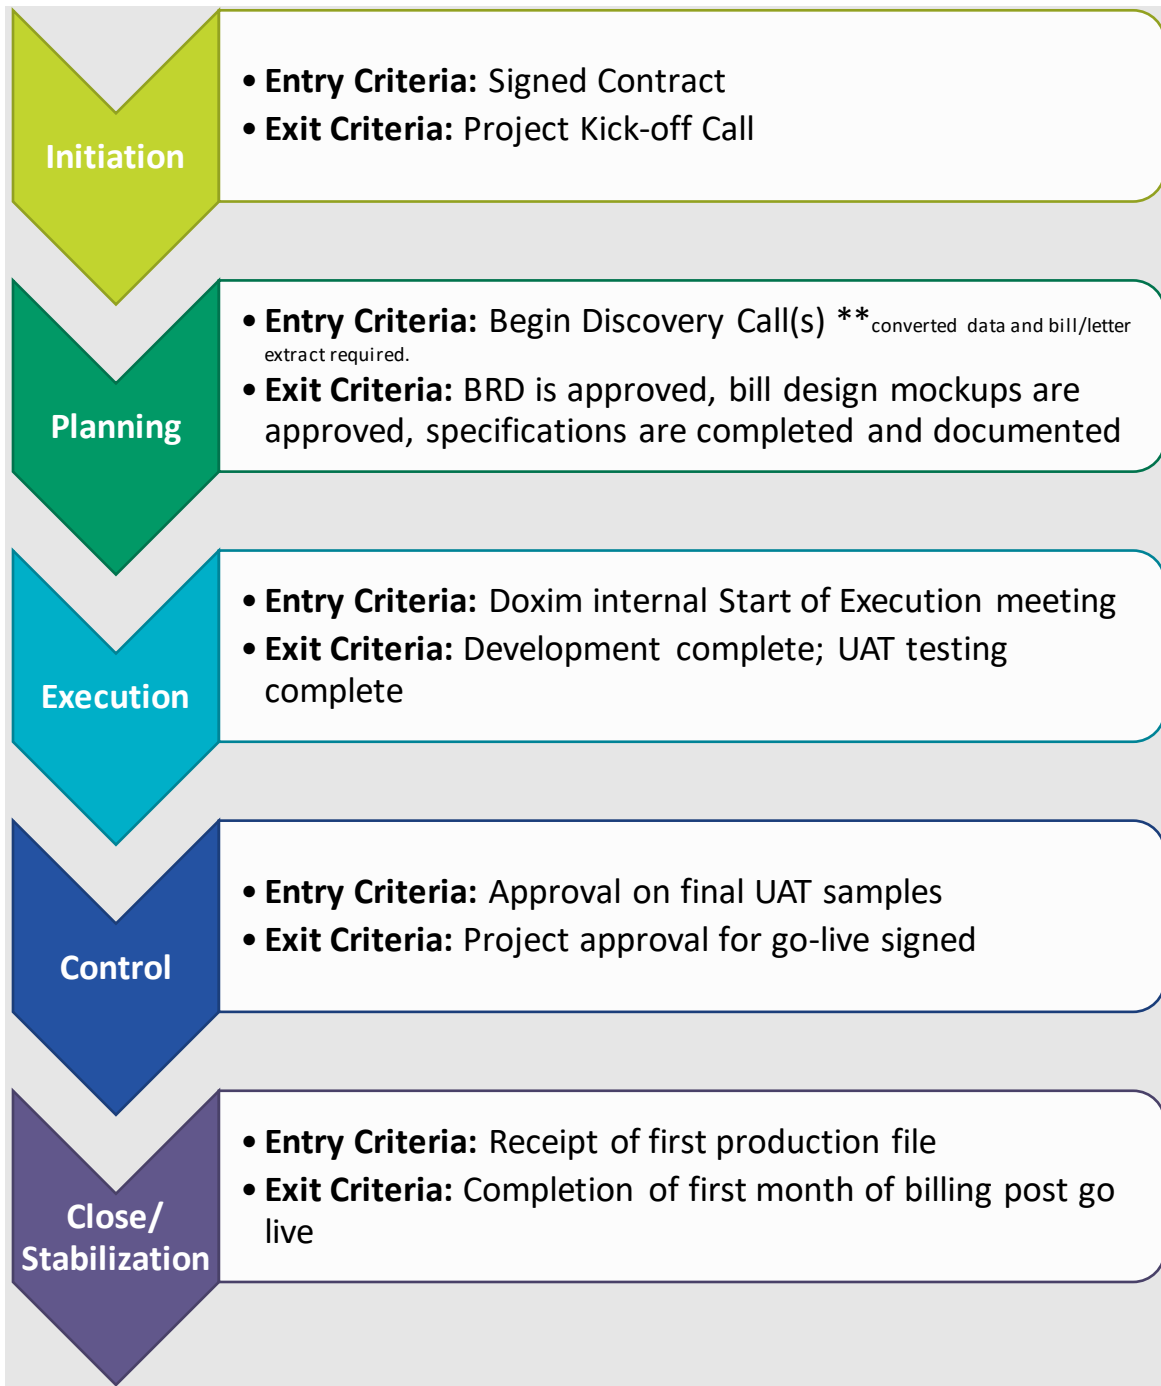 Initiation
• Entry Criteria: Signed Contract
• Exit Criteria: Project Kick-off Call
Planning
• Entry Criteria: Begin Discovery Call(s) **converted data and bill/letter
extract required.
• Exit Criteria: BRD is approved, bill design mockups are
approved, specifications are completed and documented
Execution
• Entry Criteria: Doxim internal Start of Execution meeting
• Exit Criteria: Development complete; UAT testing
complete
Control
• Entry Criteria: Approval on final UAT samples
• Exit Criteria: Project approval for go-live signed
Close/
Stabilization
• Entry Criteria: Receipt of first production file
• Exit Criteria: Completion of first month of billing post go
live